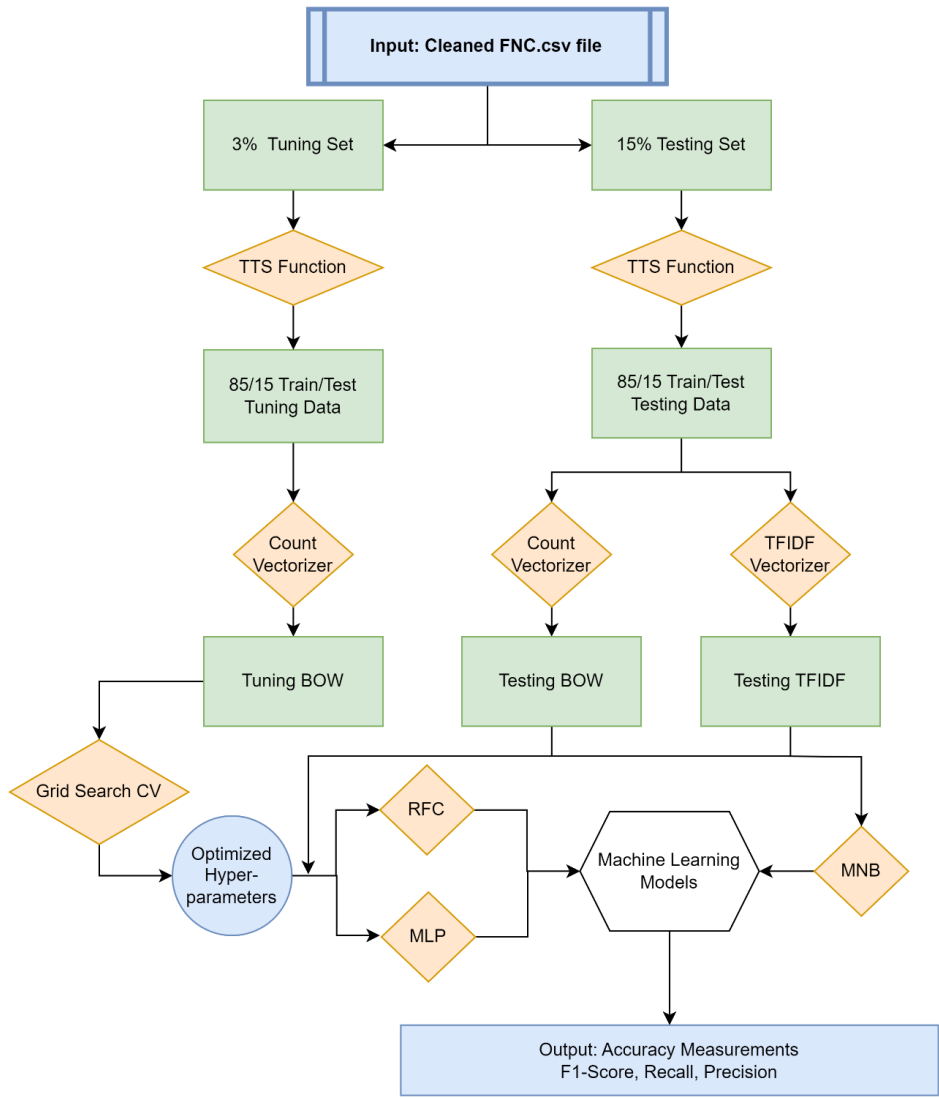 Input: Cleaned FNC.csv file
3%  Tuning Set
15% Testing Set
TTS Function
TTS Function
85/15 Train/Test
Tuning Data
85/15 Train/Test
Testing Data
Count
Vectorizer
Count
Vectorizer
TFIDF
Vectorizer
Tuning BOW
Testing BOW
Testing TFIDF
Grid Search CV
RFC
Optimized
Hyper-
parameters
Machine Learning
Models
MNB
MLP
Output: Accuracy Measurements
F1-Score, Recall, Precision